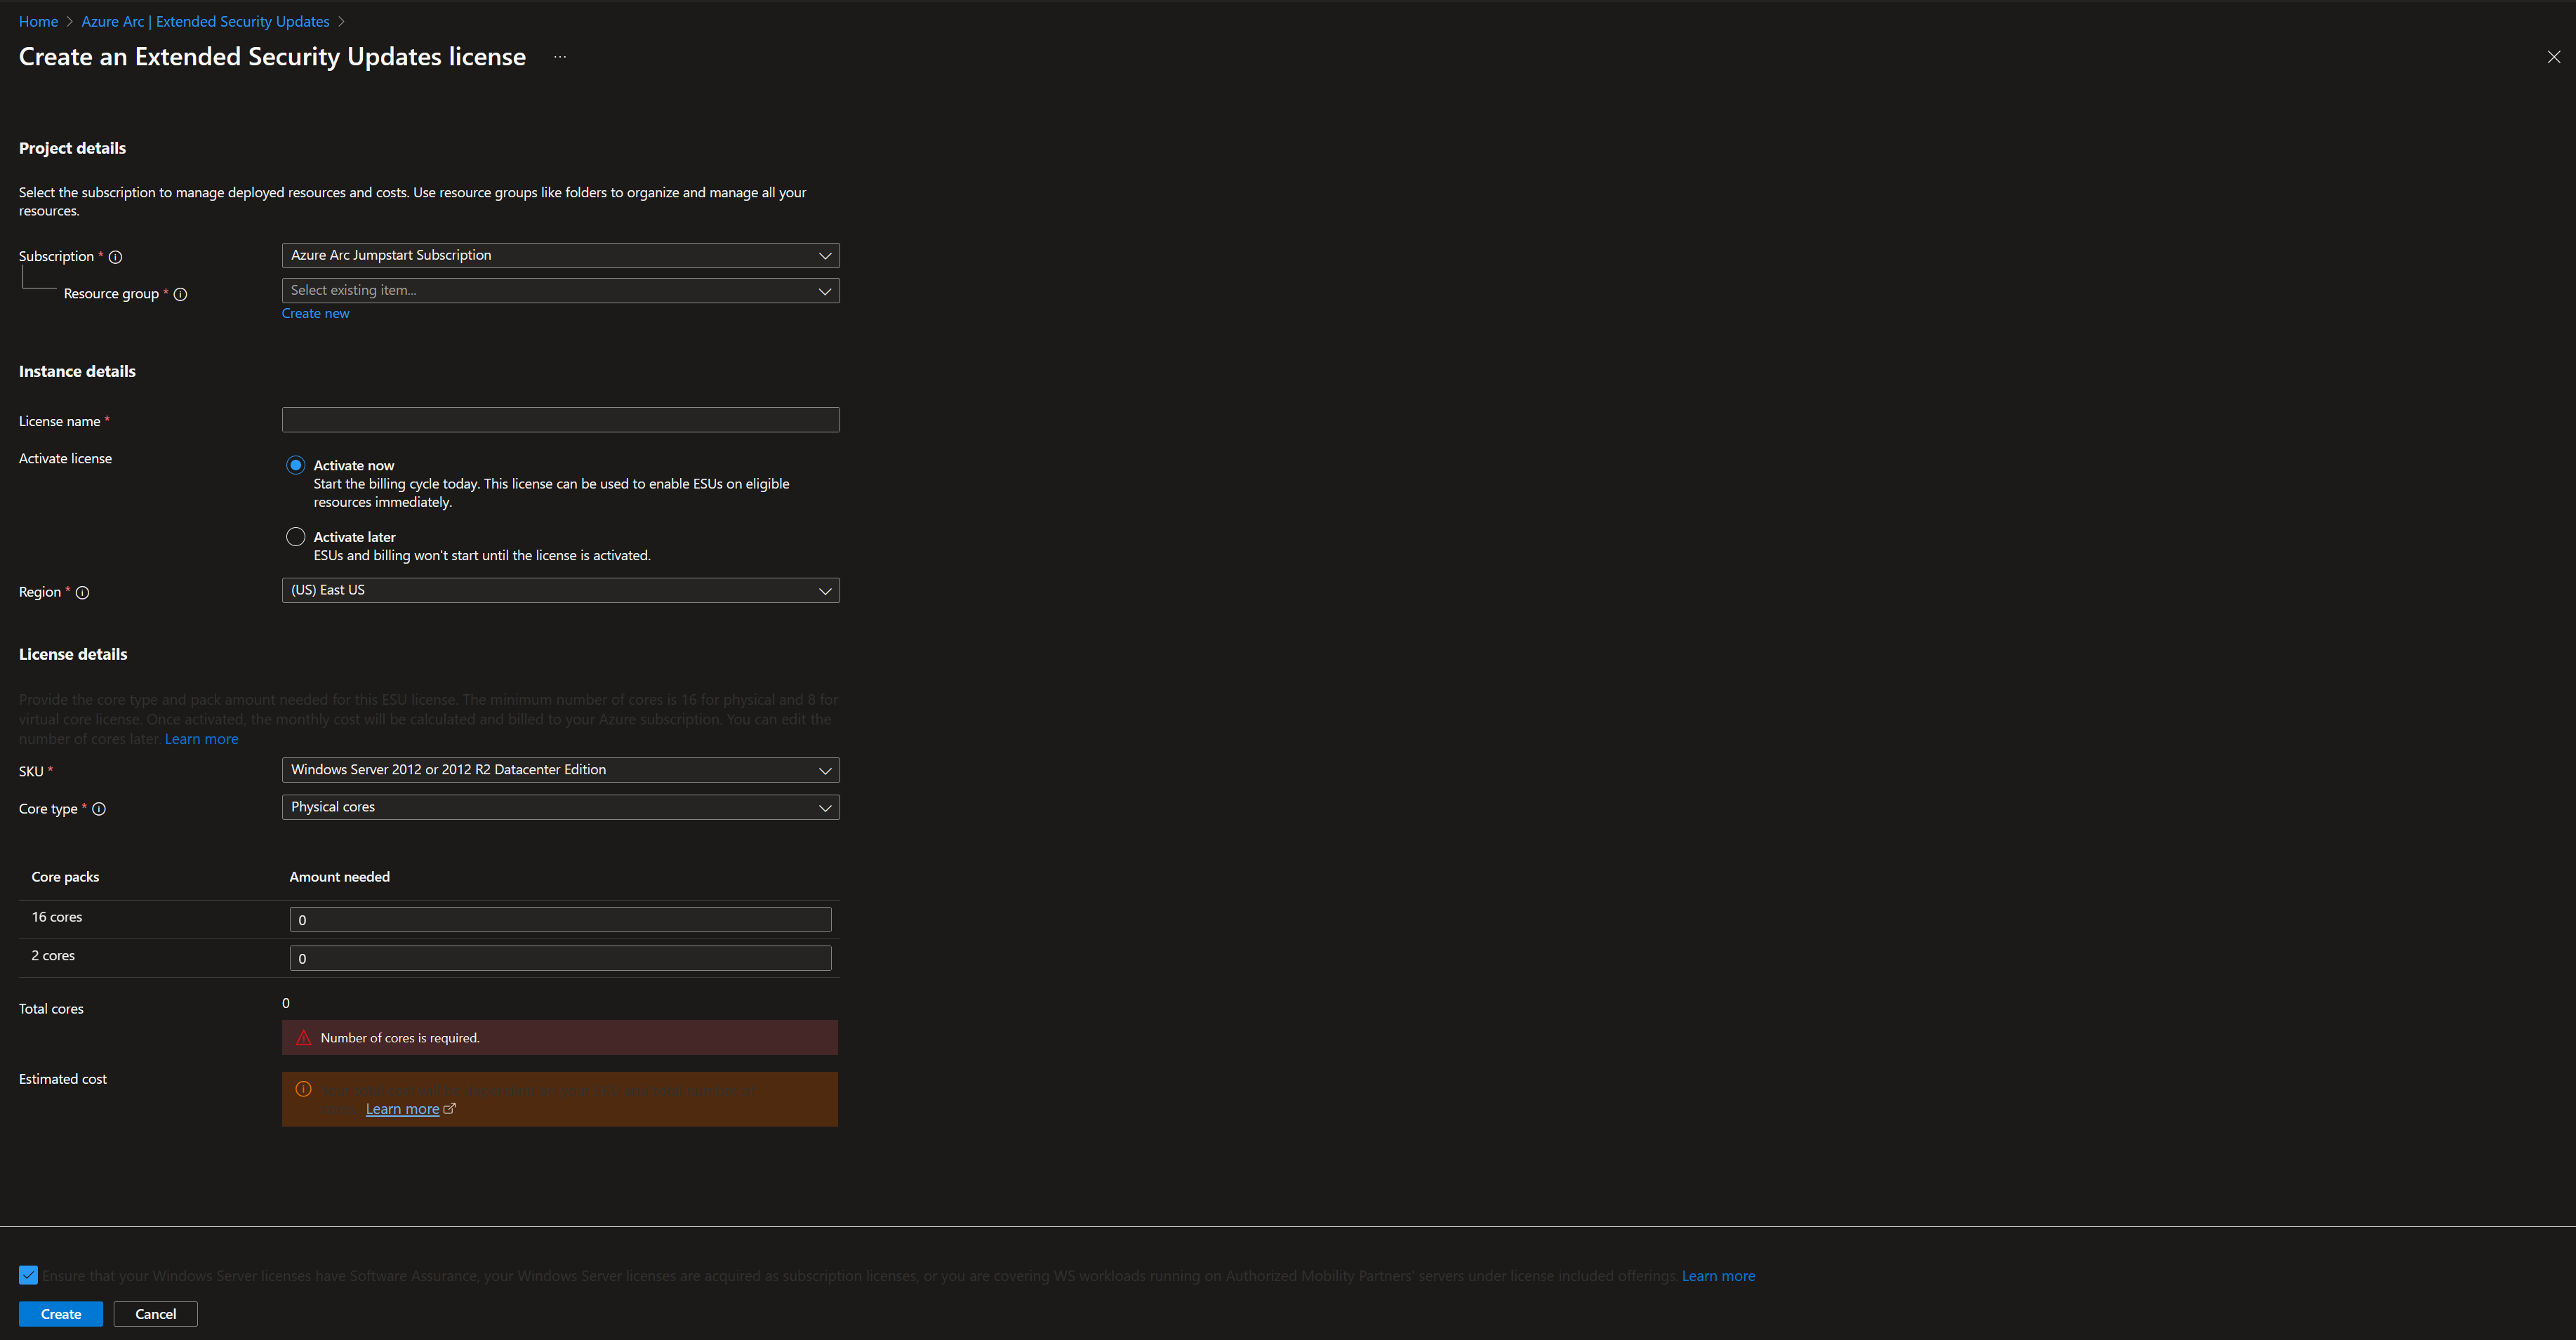 Home > Azure Arc | Extended Security Updates >
Create an Extended Security Updates license ...
Project details
Select the subscription to manage deployed resources and costs. Use resource groups like folders to organize and manage all your
resources.
Subscription * Azure Arc Jumpstart Subscription
Resource group * Select existing item...
Create new
Instance details
License name *
Activate license
Activate now
Start the billing cycle today. This license can be used to enable ESUs on eligible
resources immediately.
Activate later
ESUs and billing won't start until the license is activated.
Region * (US) East US
License details
Provide the core type and pack amount needed for this ESU license. The minimum number of cores is 16 for physical and 8 for
virtual core license. Once activated, the monthly cost will be calculated and billed to your Azure subscription. You can edit the
number of cores later. Learn more
SKU * Windows Server 2012 or 2012 R2 Datacenter Edition
Core type * Physical cores
Core packs Amount needed
16 cores 0
2 cores 0
Total cores 0
Number of cores is required.
Estimated cost
Learn more
Ensure that your Windows Server licenses have Software Assurance, your Windows Server licenses are acquired as subscription licenses, or you are covering WS workloads running on Authorized Mobility Partners' servers under license included offerings. Learn more
Create Cancel